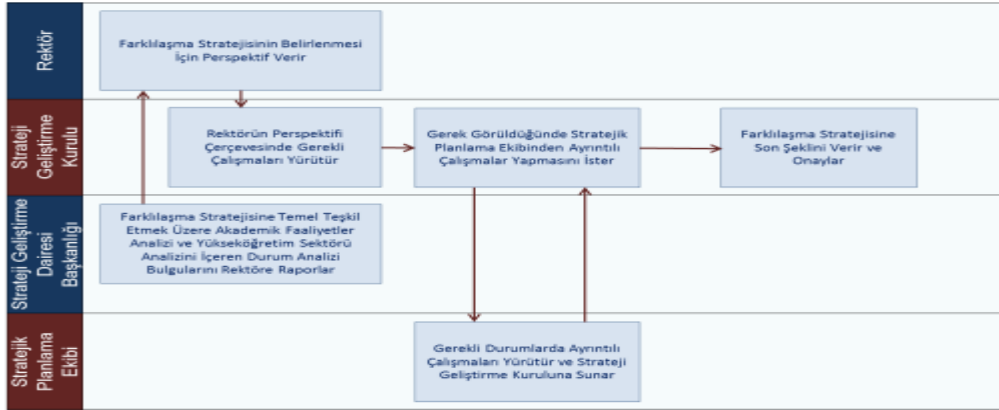 Rektör
Farklılaşma Stratejisinin Belirlenmesi
İçin Perspektif Verir
Strateji
Geliştirme
Kurulu
Rektörün Perspektifi
Çerçevesinde Gerekli
Çalışmaları Yürütür
Gerek Görüldüğünde Stratejik
Planlama Ekibinden Ayrıntılı
Çalışmalar Yapmasını İster
Farklılaşma Stratejisine
Son Şeklini Verir ve
Onaylar
Strateji Geliştirme
Dairesi
Başkanlığı
Farklılaşma Stratejisine Temel Teşkil
Etmek Üzere Akademik Faaliyetler
Analizi ve Yükseköğretim Sektörü
Analizini İçeren Durum Analizi
Bulgularını Rektöre Raporlar
Stratejik
Planlama
Ekibi
Gerekli Durumlarda Ayrıntılı
Çalışmaları Yürütür ve Strateji
Geliştirme Kuruluna Sunar